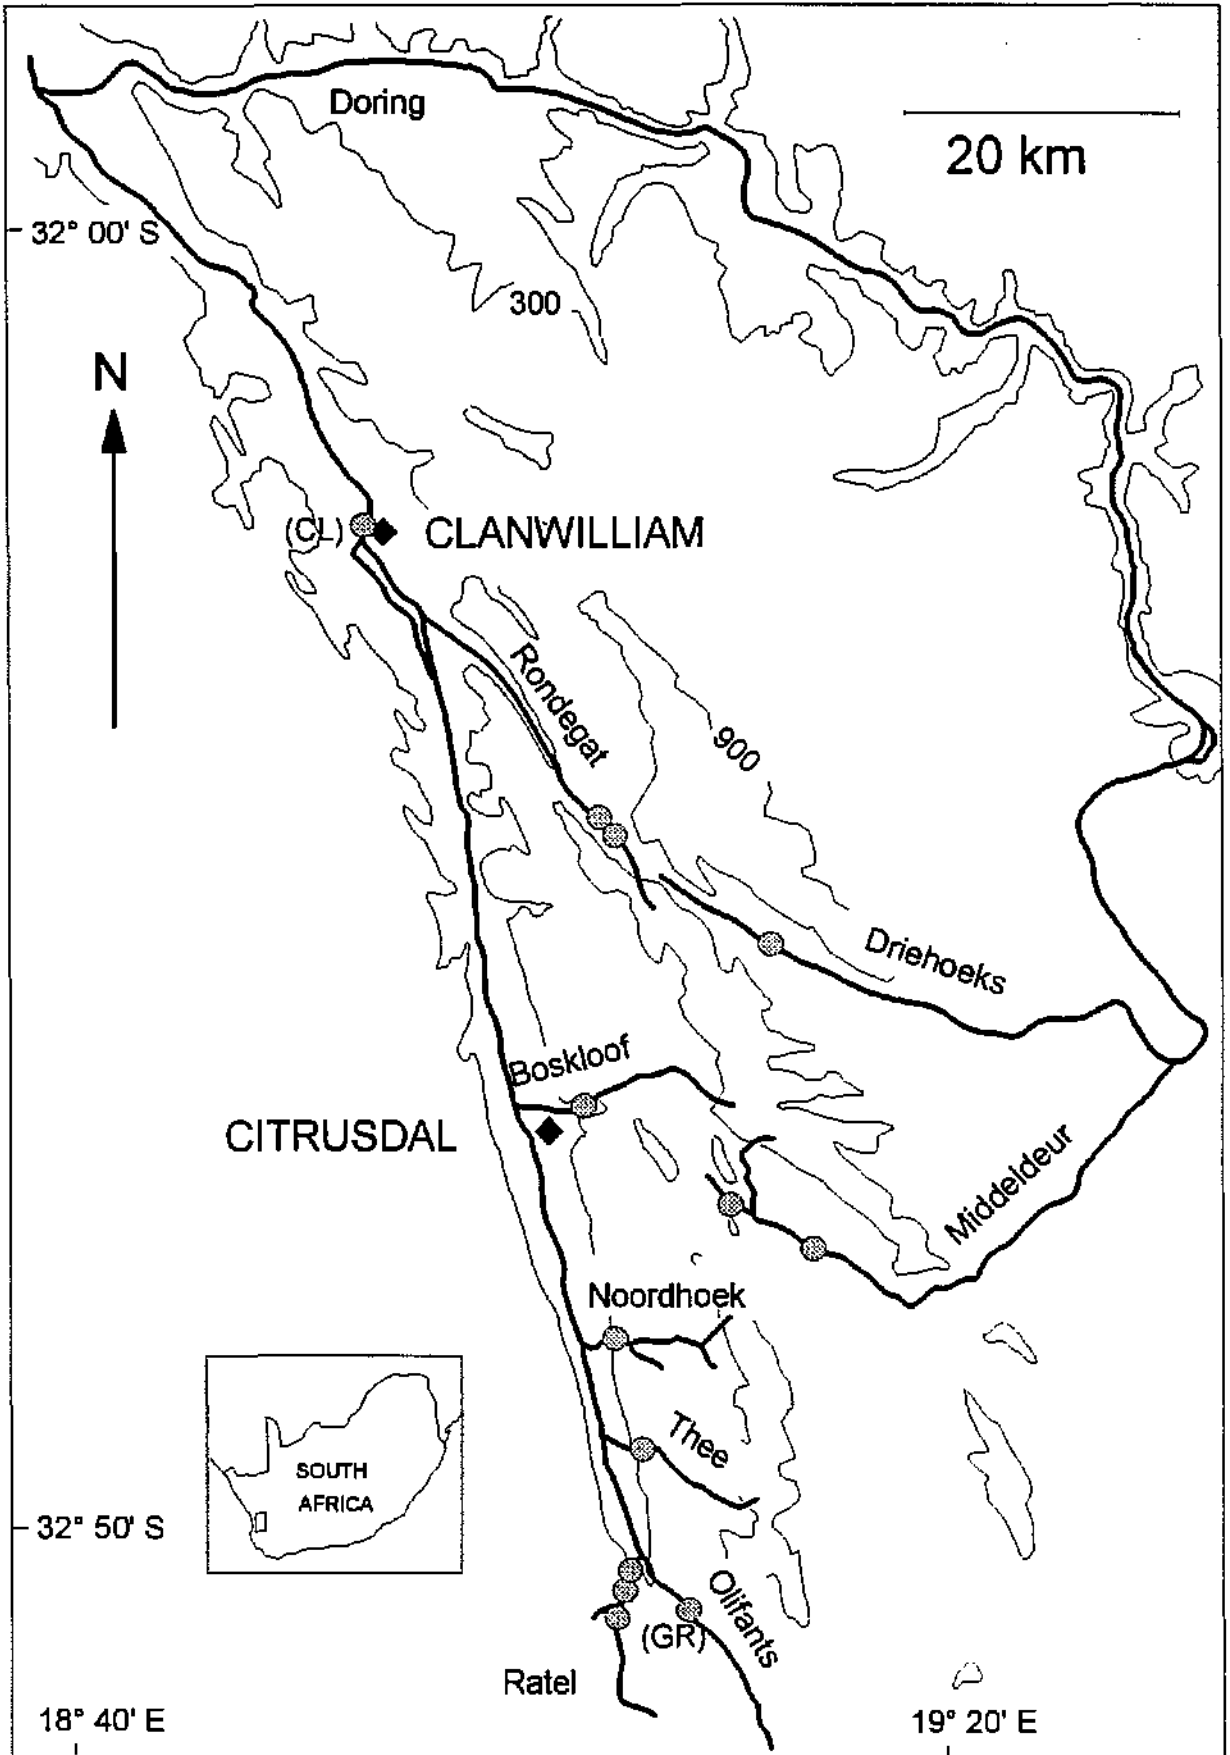 Doring
20 km
32° 00' S
300
N
(CL)
CLANWILLIAM
Rondegat
900
Driehoeks
Boskloof
CITRUSDAL
Middeldeur
Noordhoek
Thee
SOUTH
AFRICA
32° 50' S
Olifants
(GR)
Ratel
18° 40' E
19° 20' E